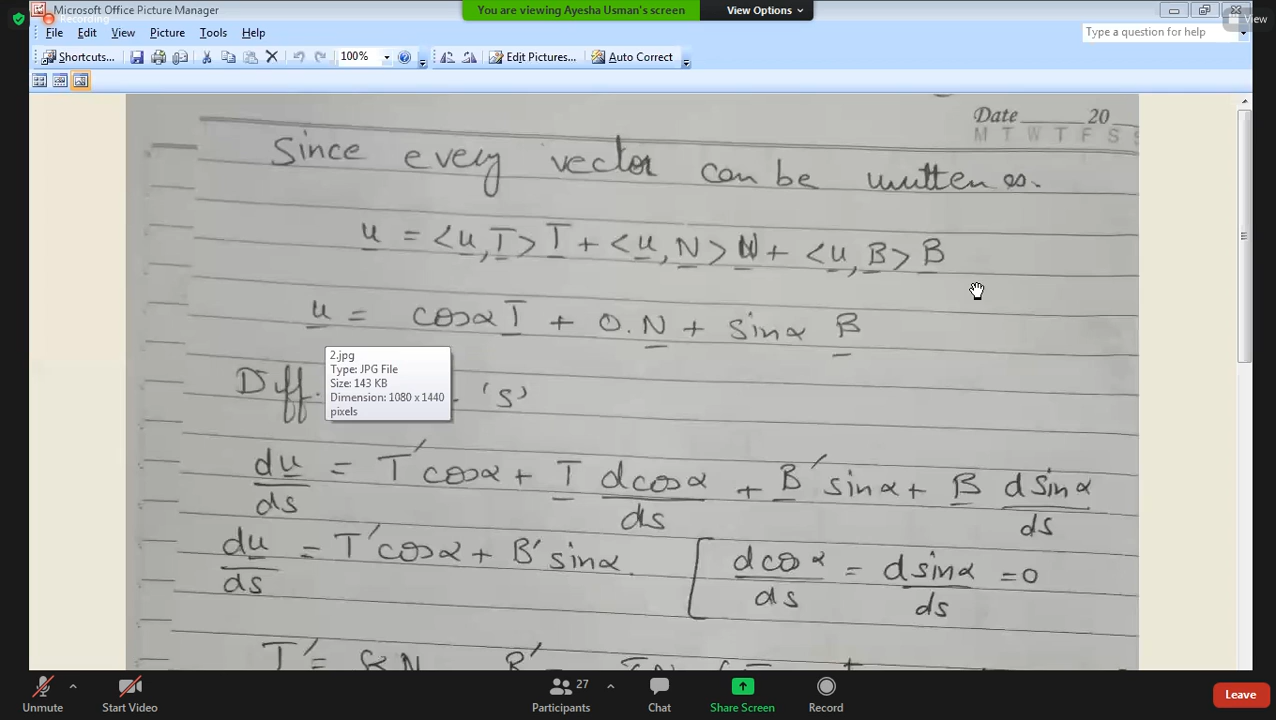 Microsoft Office Picture Manager
Recording
You are viewing Ayesha Usman's screen
View Options
View
File Edit View Picture Tools Help
Type a question for help
Shortcuts...
100%
Edit Pictures...
Auto Correct
Date 20
M T W T F S S
Since every vector can be written as.
u = <u, T> T + <u, N> N + <u, B> B
u = cosα T + 0.N + sinα B
2.jpg
Type: JPG File
Size: 143 KB
Dimension: 1080 x 1440
pixels
Diff. 's'
du/ds = T' cosα + T dcosα/ds + B' sinα + B dsinα/ds
du/ds = T' cosα + B' sinα. [ dcosα/ds = dsinα/ds = 0
T' = N B' =
Unmute
Start Video
27
Participants
Chat
Share Screen
Record
Leave